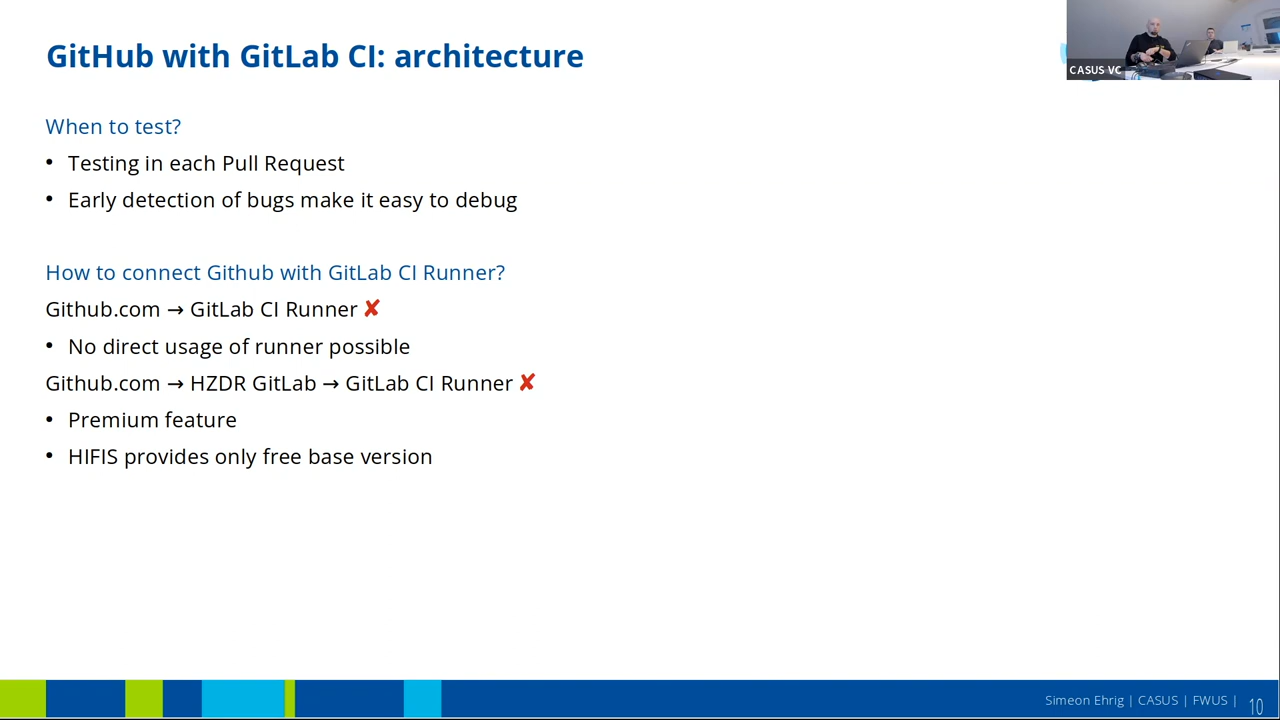 GitHub with GitLab CI: architecture
CASUS VC
When to test?
• Testing in each Pull Request
• Early detection of bugs make it easy to debug
How to connect Github with GitLab CI Runner?
Github.com → GitLab CI Runner ✘
• No direct usage of runner possible
Github.com → HZDR GitLab → GitLab CI Runner ✘
• Premium feature
• HIFIS provides only free base version
Simeon Ehrig | CASUS | FWUS | 10